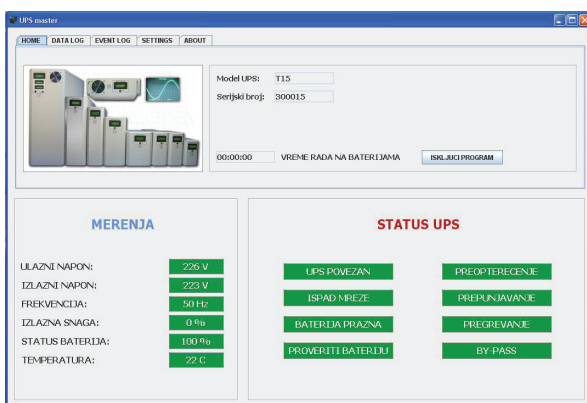 UPS master
HOME DATA LOG EVENT LOG SETTINGS ABOUT
Model UPS: T15
Serijski broj: 300015
00:00:00 VREME RADA NA BATERIJAMA ISKLJUCI PROGRAM
MERENJA
ULAZNI NAPON: 226 V
IZLAZNI NAPON: 223 V
FREKVENCIJA: 50 Hz
IZLAZNA SNAGA: 0 %
STATUS BATERIJA: 100 %
TEMPERATURA: 22 C
STATUS UPS
UPS POVEZAN PREOPTERECENJE
ISPAD MREZE PREPUNJAVANJE
BATERIJA PRAZNA PREGREVANJE
PROVERITI BATERIJU BY-PASS